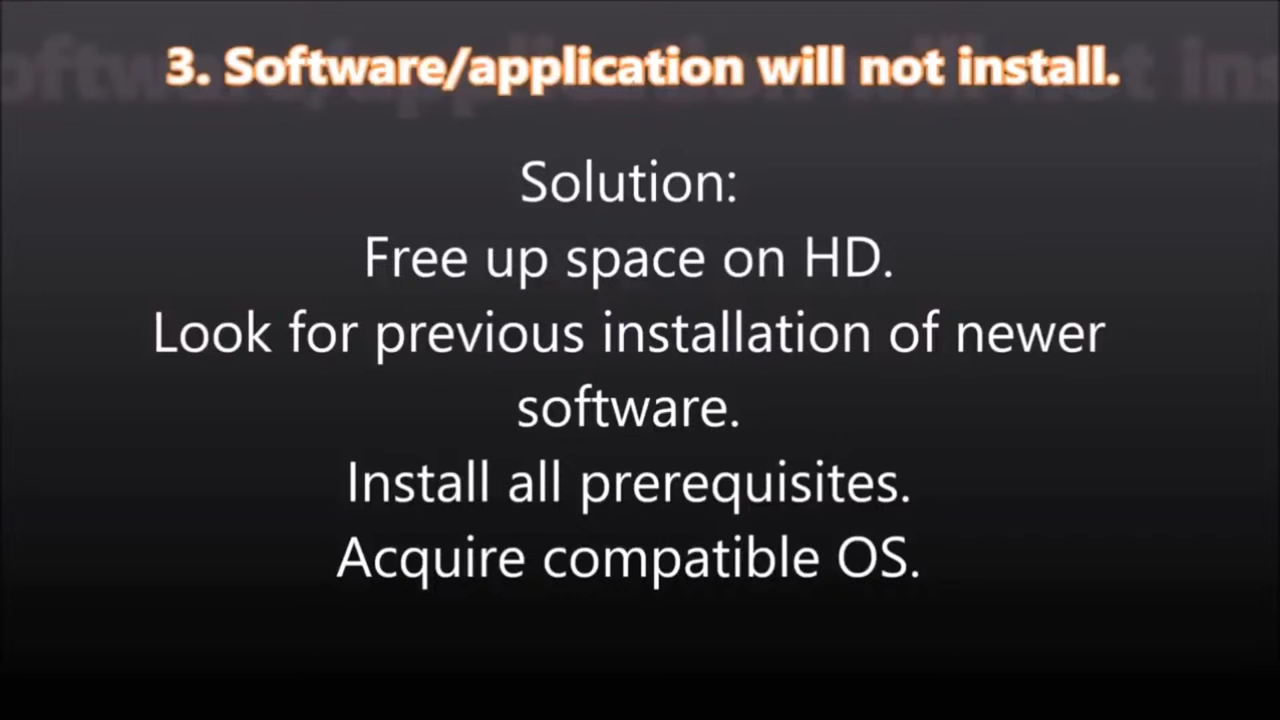 3. Software/application will not install.
Solution:
Free up space on HD.
Look for previous installation of newer
software.
Install all prerequisites.
Acquire compatible OS.